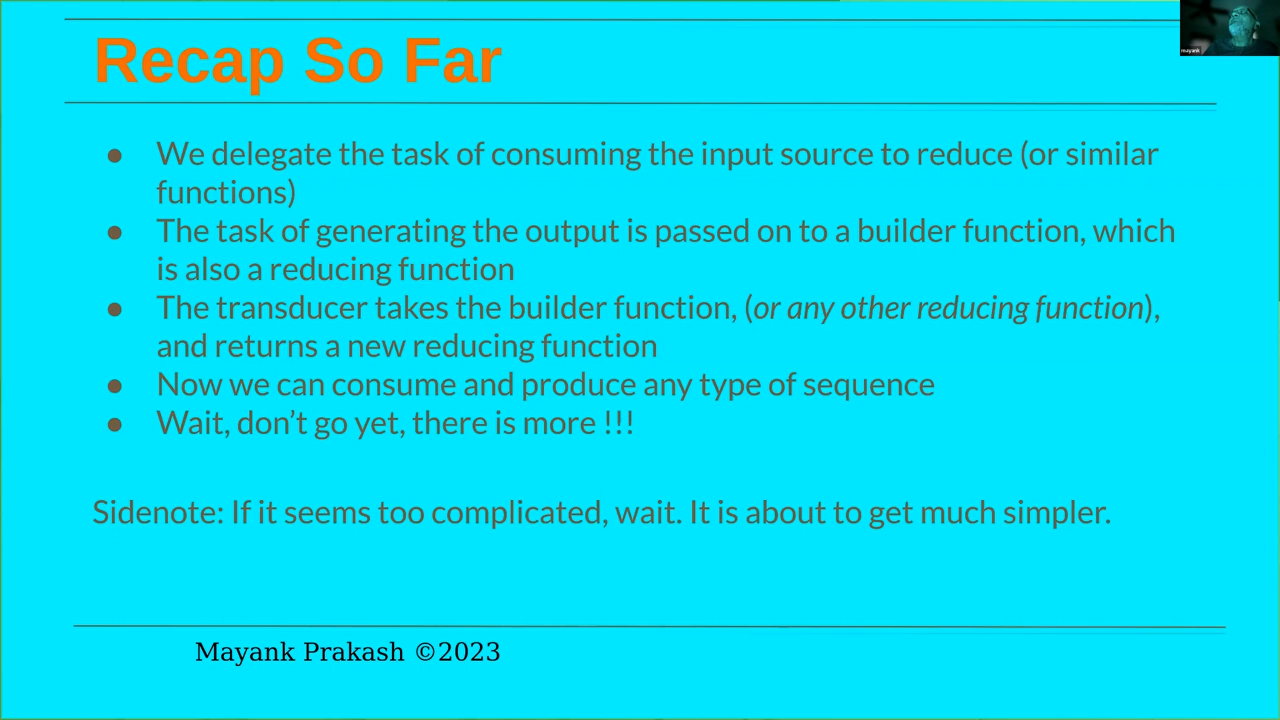 Recap So Far
mayank
● We delegate the task of consuming the input source to reduce (or similar
functions)
● The task of generating the output is passed on to a builder function, which
is also a reducing function
● The transducer takes the builder function, (or any other reducing function),
and returns a new reducing function
● Now we can consume and produce any type of sequence
● Wait, don’t go yet, there is more !!!
Sidenote: If it seems too complicated, wait. It is about to get much simpler.
Mayank Prakash ©2023